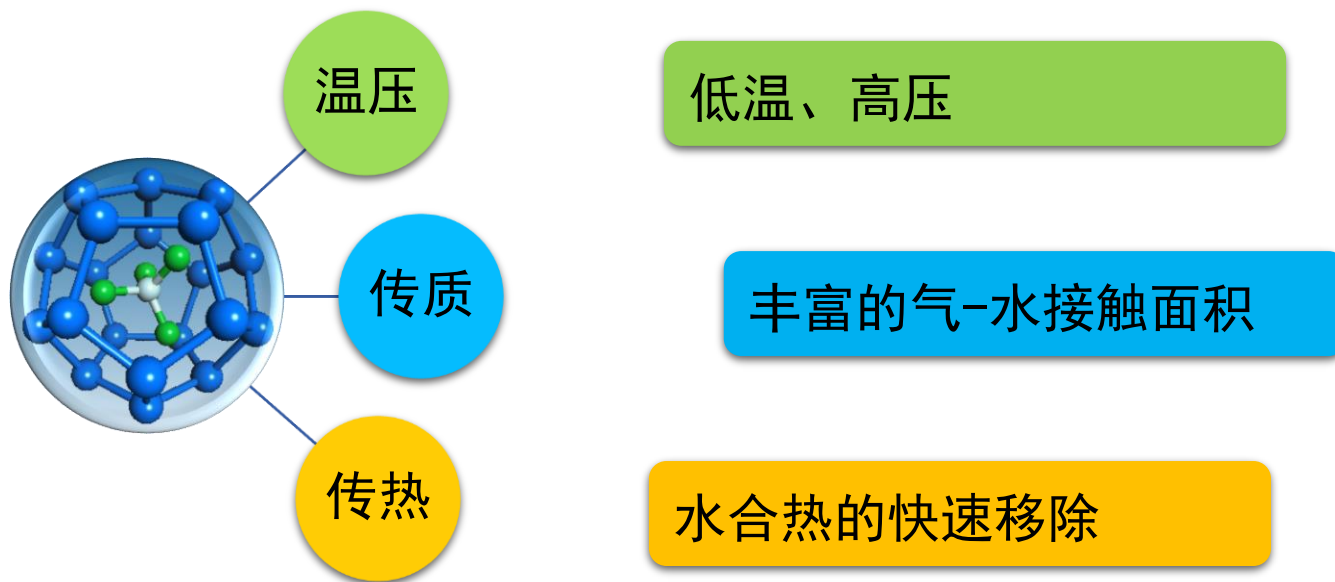 温压
低温、高压
传质
丰富的气-水接触面积
传热
水合热的快速移除